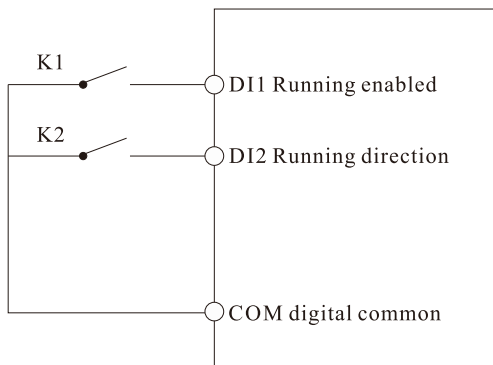 K1
DI1 Running enabled
K2
DI2 Running direction
COM digital common